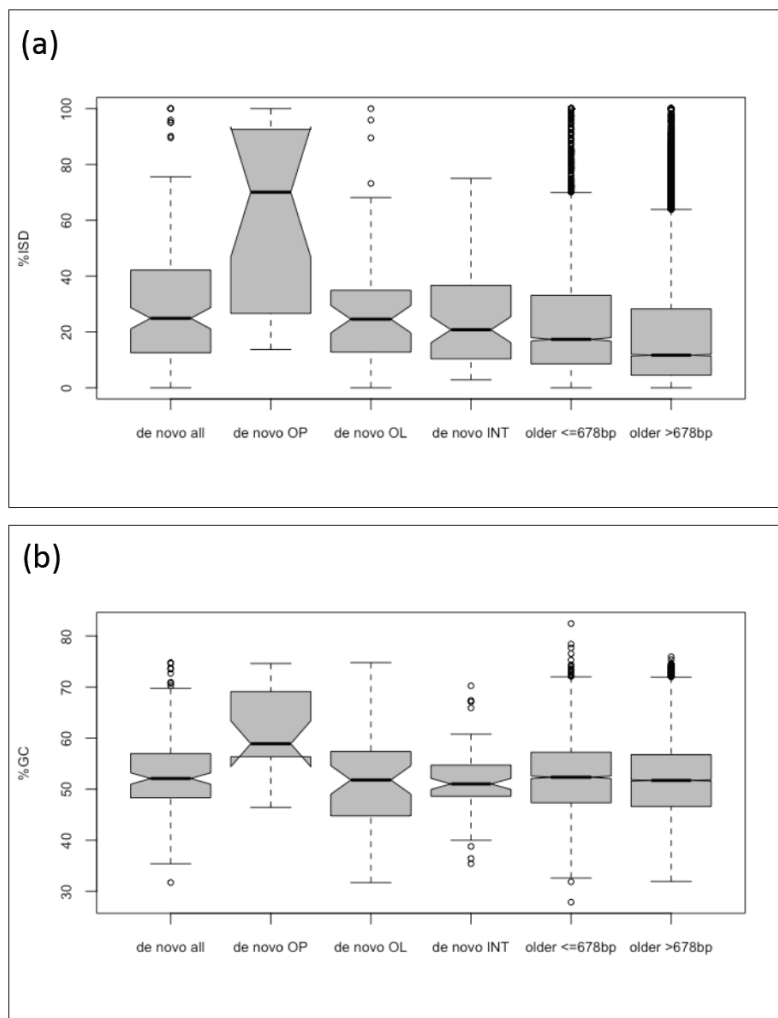 (a)
100
80
60
40
20
0
%ISD
de novo all de novo OP de novo OL de novo INT older <=678bp older >678bp
(b)
80
70
60
50
40
30
%GC
de novo all de novo OP de novo OL de novo INT older <=678bp older >678bp